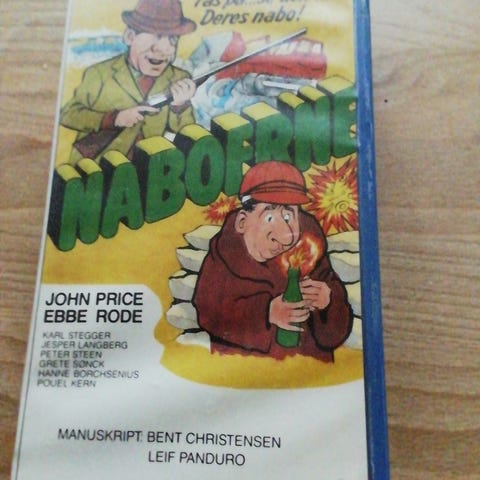 Deres nabo!
NABOERNE
JOHN PRICE
EBBE RODE
KARL STEGGER
JESPER LANGBERG
PETER STEEN
GRETE SØNCK
HANNE BORCHSENIUS
POUEL KERN
MANUSKRIPT: BENT CHRISTENSEN
LEIF PANDURO